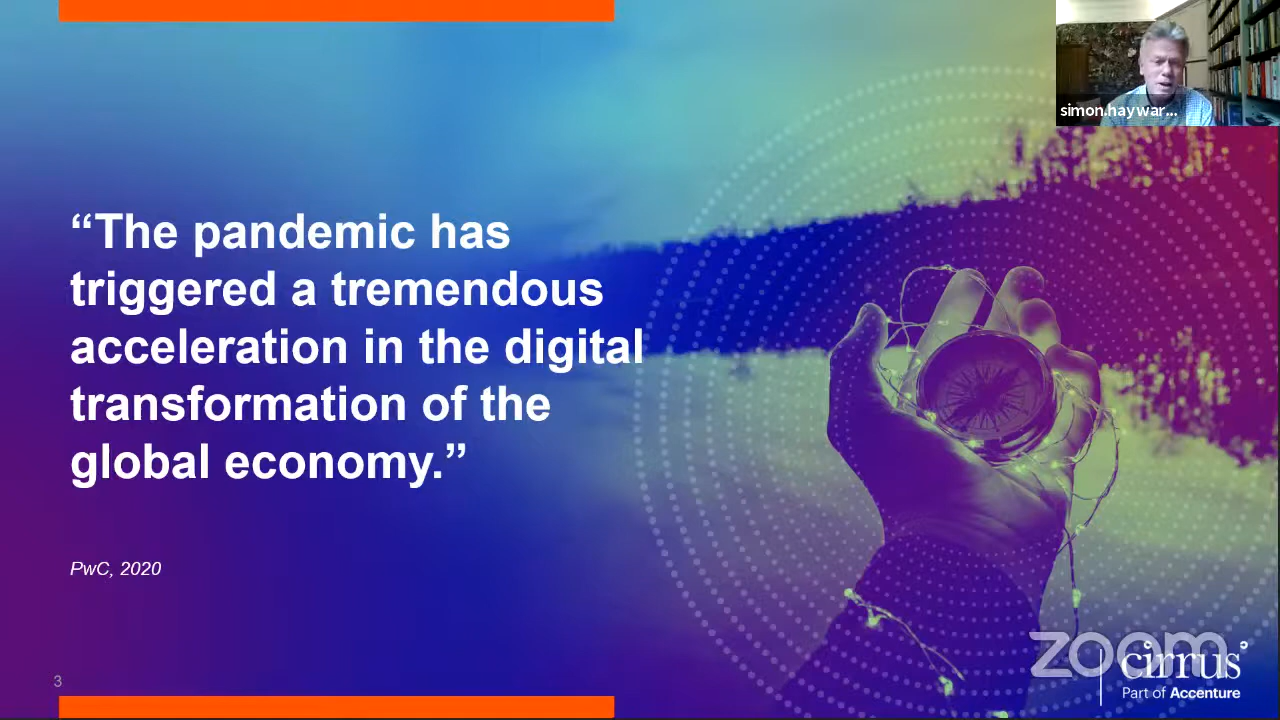 simon.haywar...
“The pandemic has
triggered a tremendous
acceleration in the digital
transformation of the
global economy.”
PwC, 2020
3
zoom
cirrus
Part of Accenture